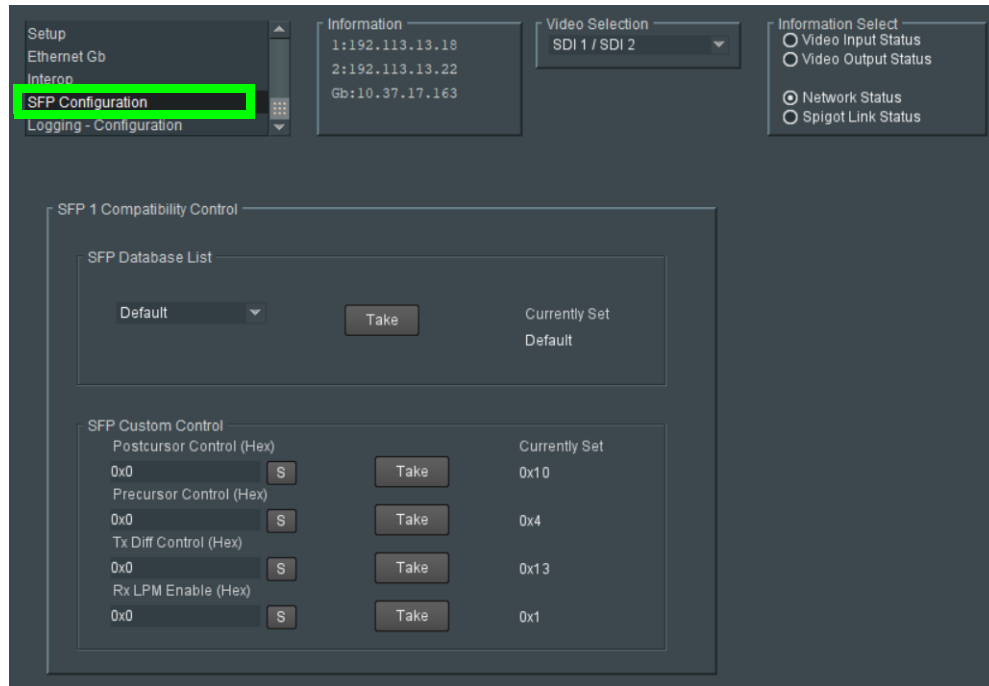 Setup
Ethernet Gb
Interop
SFP Configuration
Logging - Configuration
Information
1:192.113.13.18
2:192.113.13.22
Gb:10.37.17.163
Video Selection
SDI 1 / SDI 2
Information Select
Video Input Status
Video Output Status
Network Status
Spigot Link Status
SFP 1 Compatibility Control
SFP Database List
Default
Take
Currently Set
Default
SFP Custom Control
Postcursor Control (Hex)
Currently Set
0x0 S Take 0x10
Precursor Control (Hex)
0x0 S Take 0x4
Tx Diff Control (Hex)
0x0 S Take 0x13
Rx LPM Enable (Hex)
0x0 S Take 0x1